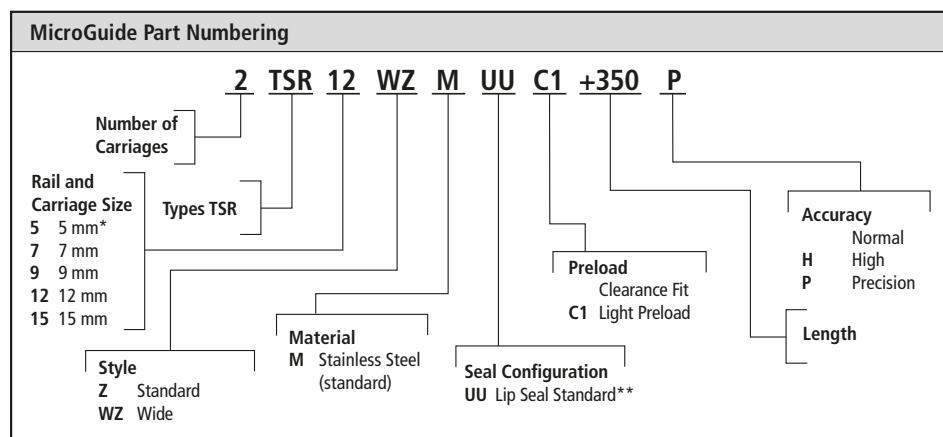 MicroGuide Part Numbering
2 TSR 12 WZ M UU C1 +350 P
Number of
Carriages
Rail and
Carriage Size
5 5 mm*
7 7 mm
9 9 mm
12 12 mm
15 15 mm
Types TSR
Style
Z Standard
WZ Wide
Material
M Stainless Steel
(standard)
Seal Configuration
UU Lip Seal Standard**
Preload
Clearance Fit
C1 Light Preload
Accuracy
Normal
H High
P Precision
Length